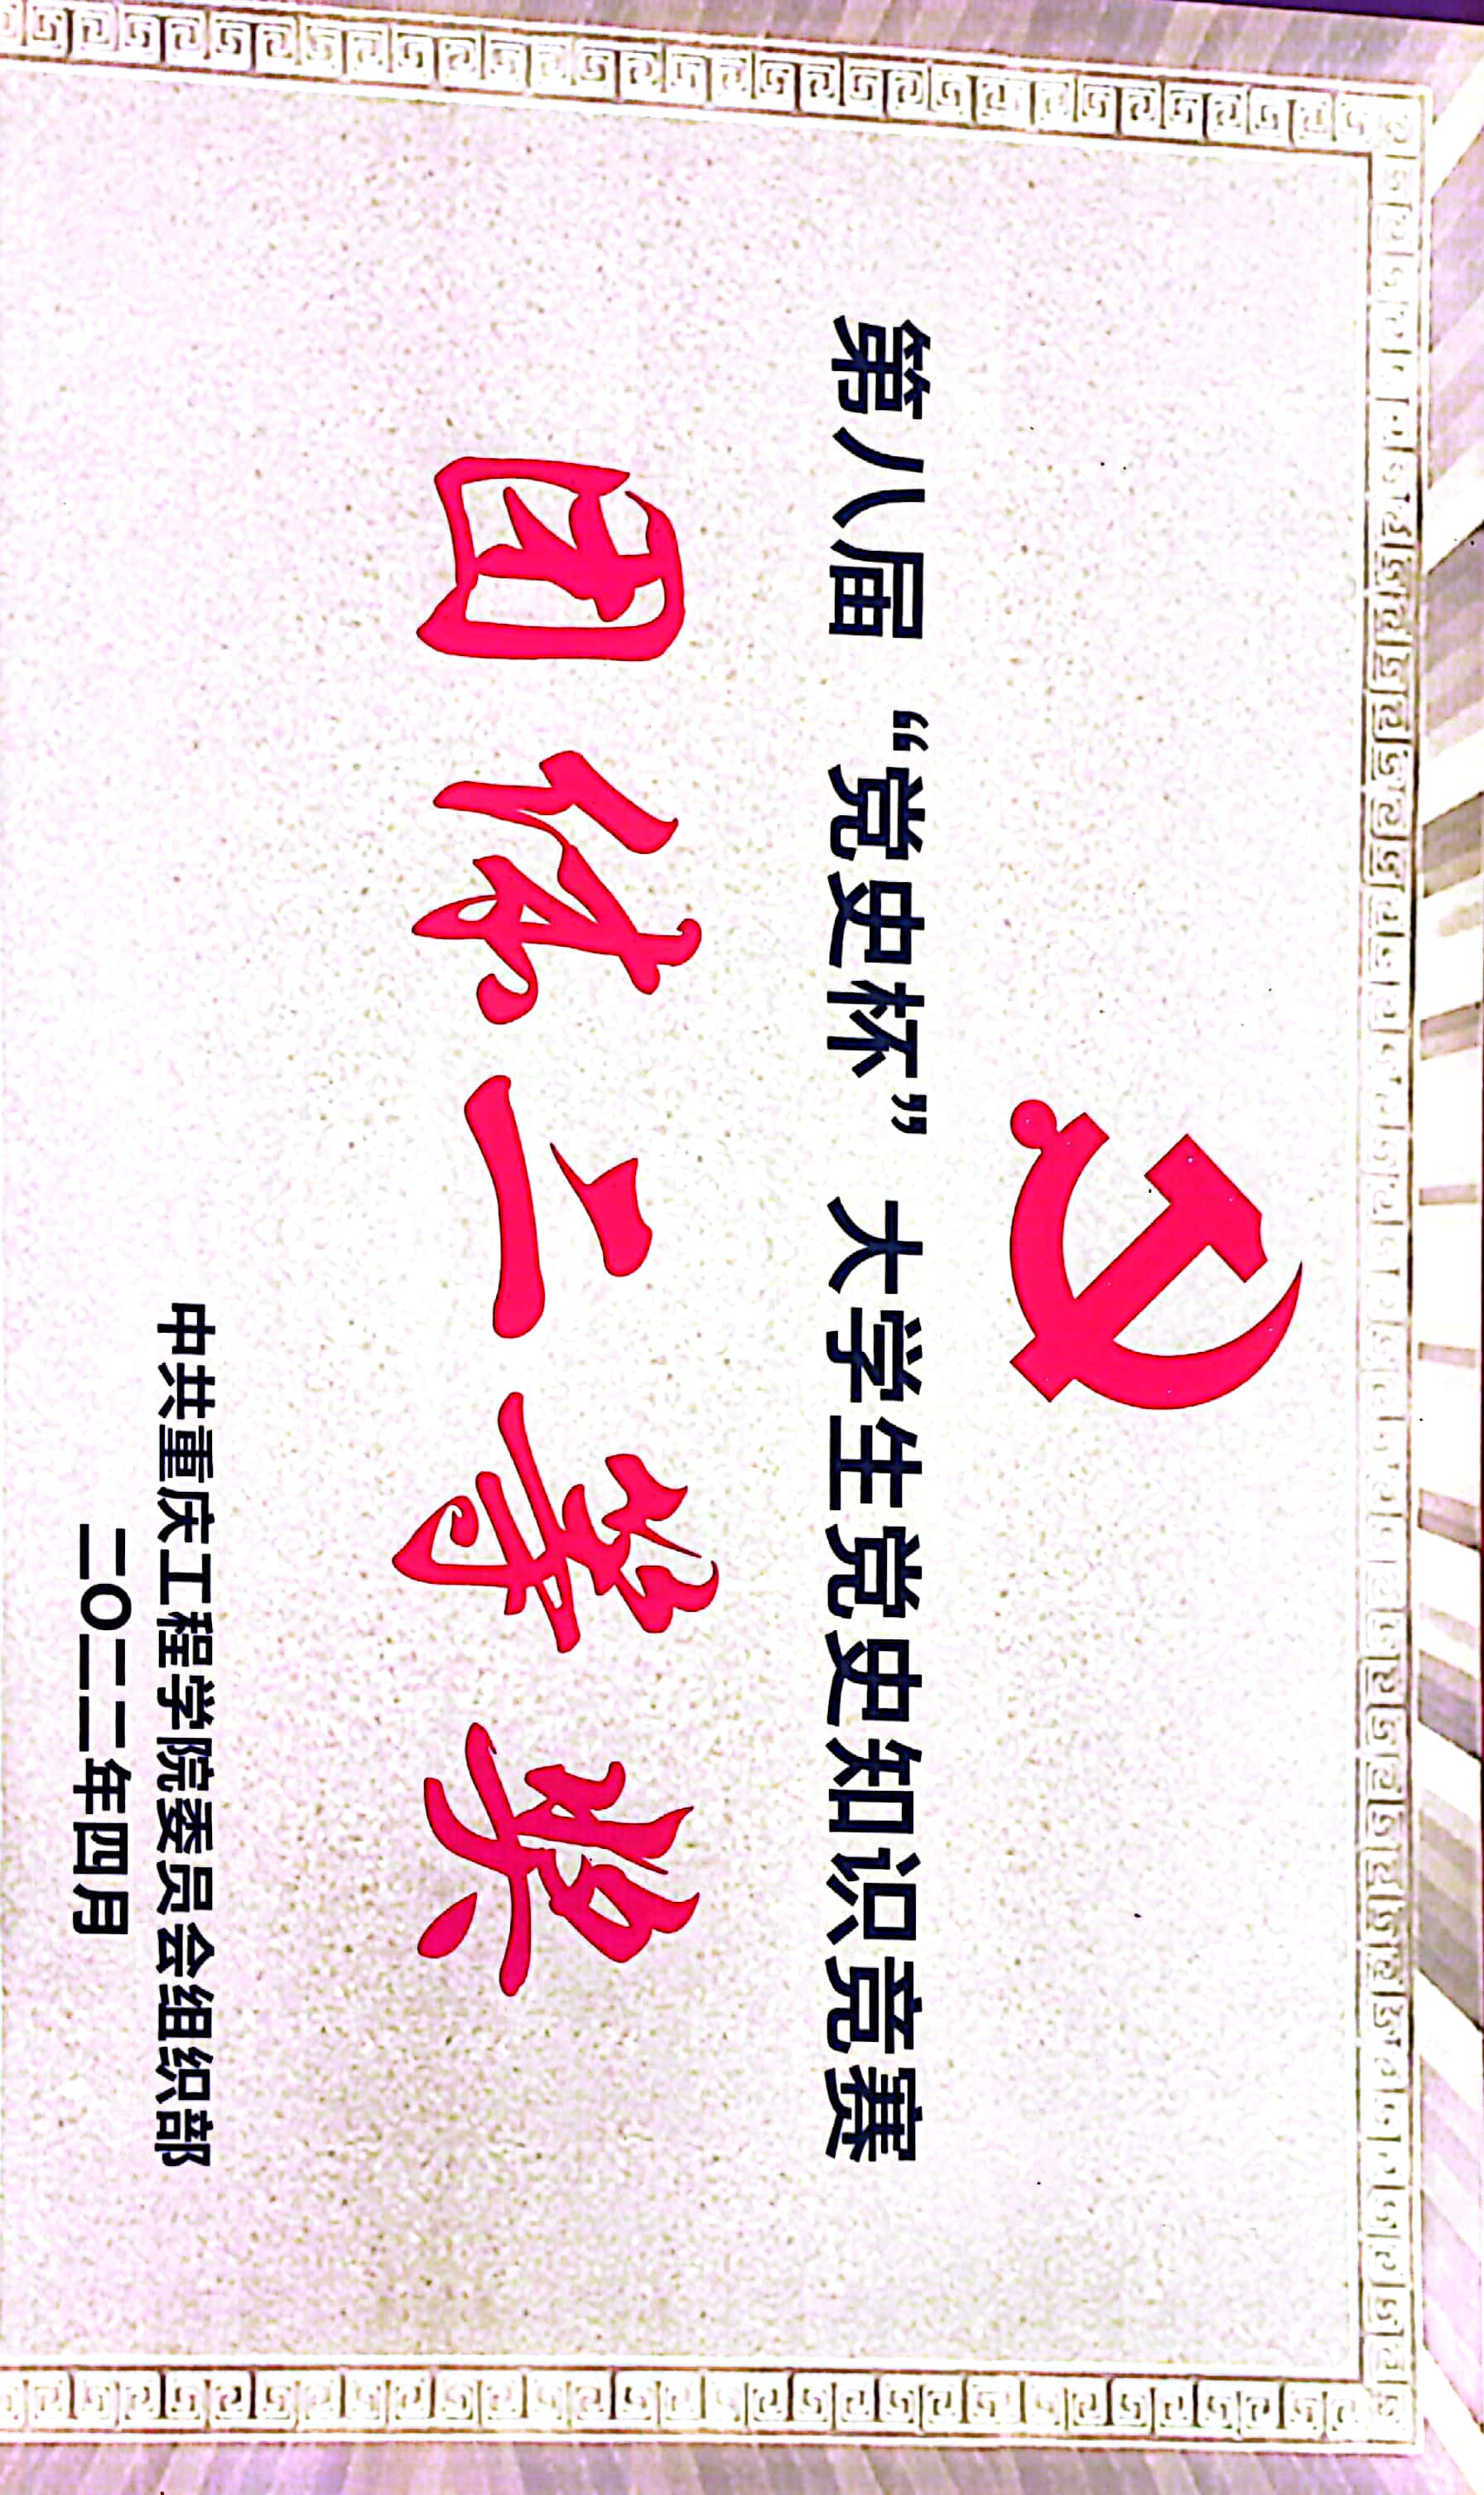 第八届“党史杯”大学生党史知识竞赛
团体二等奖
中共重庆工程学院委员会组织部
二〇二二年四月